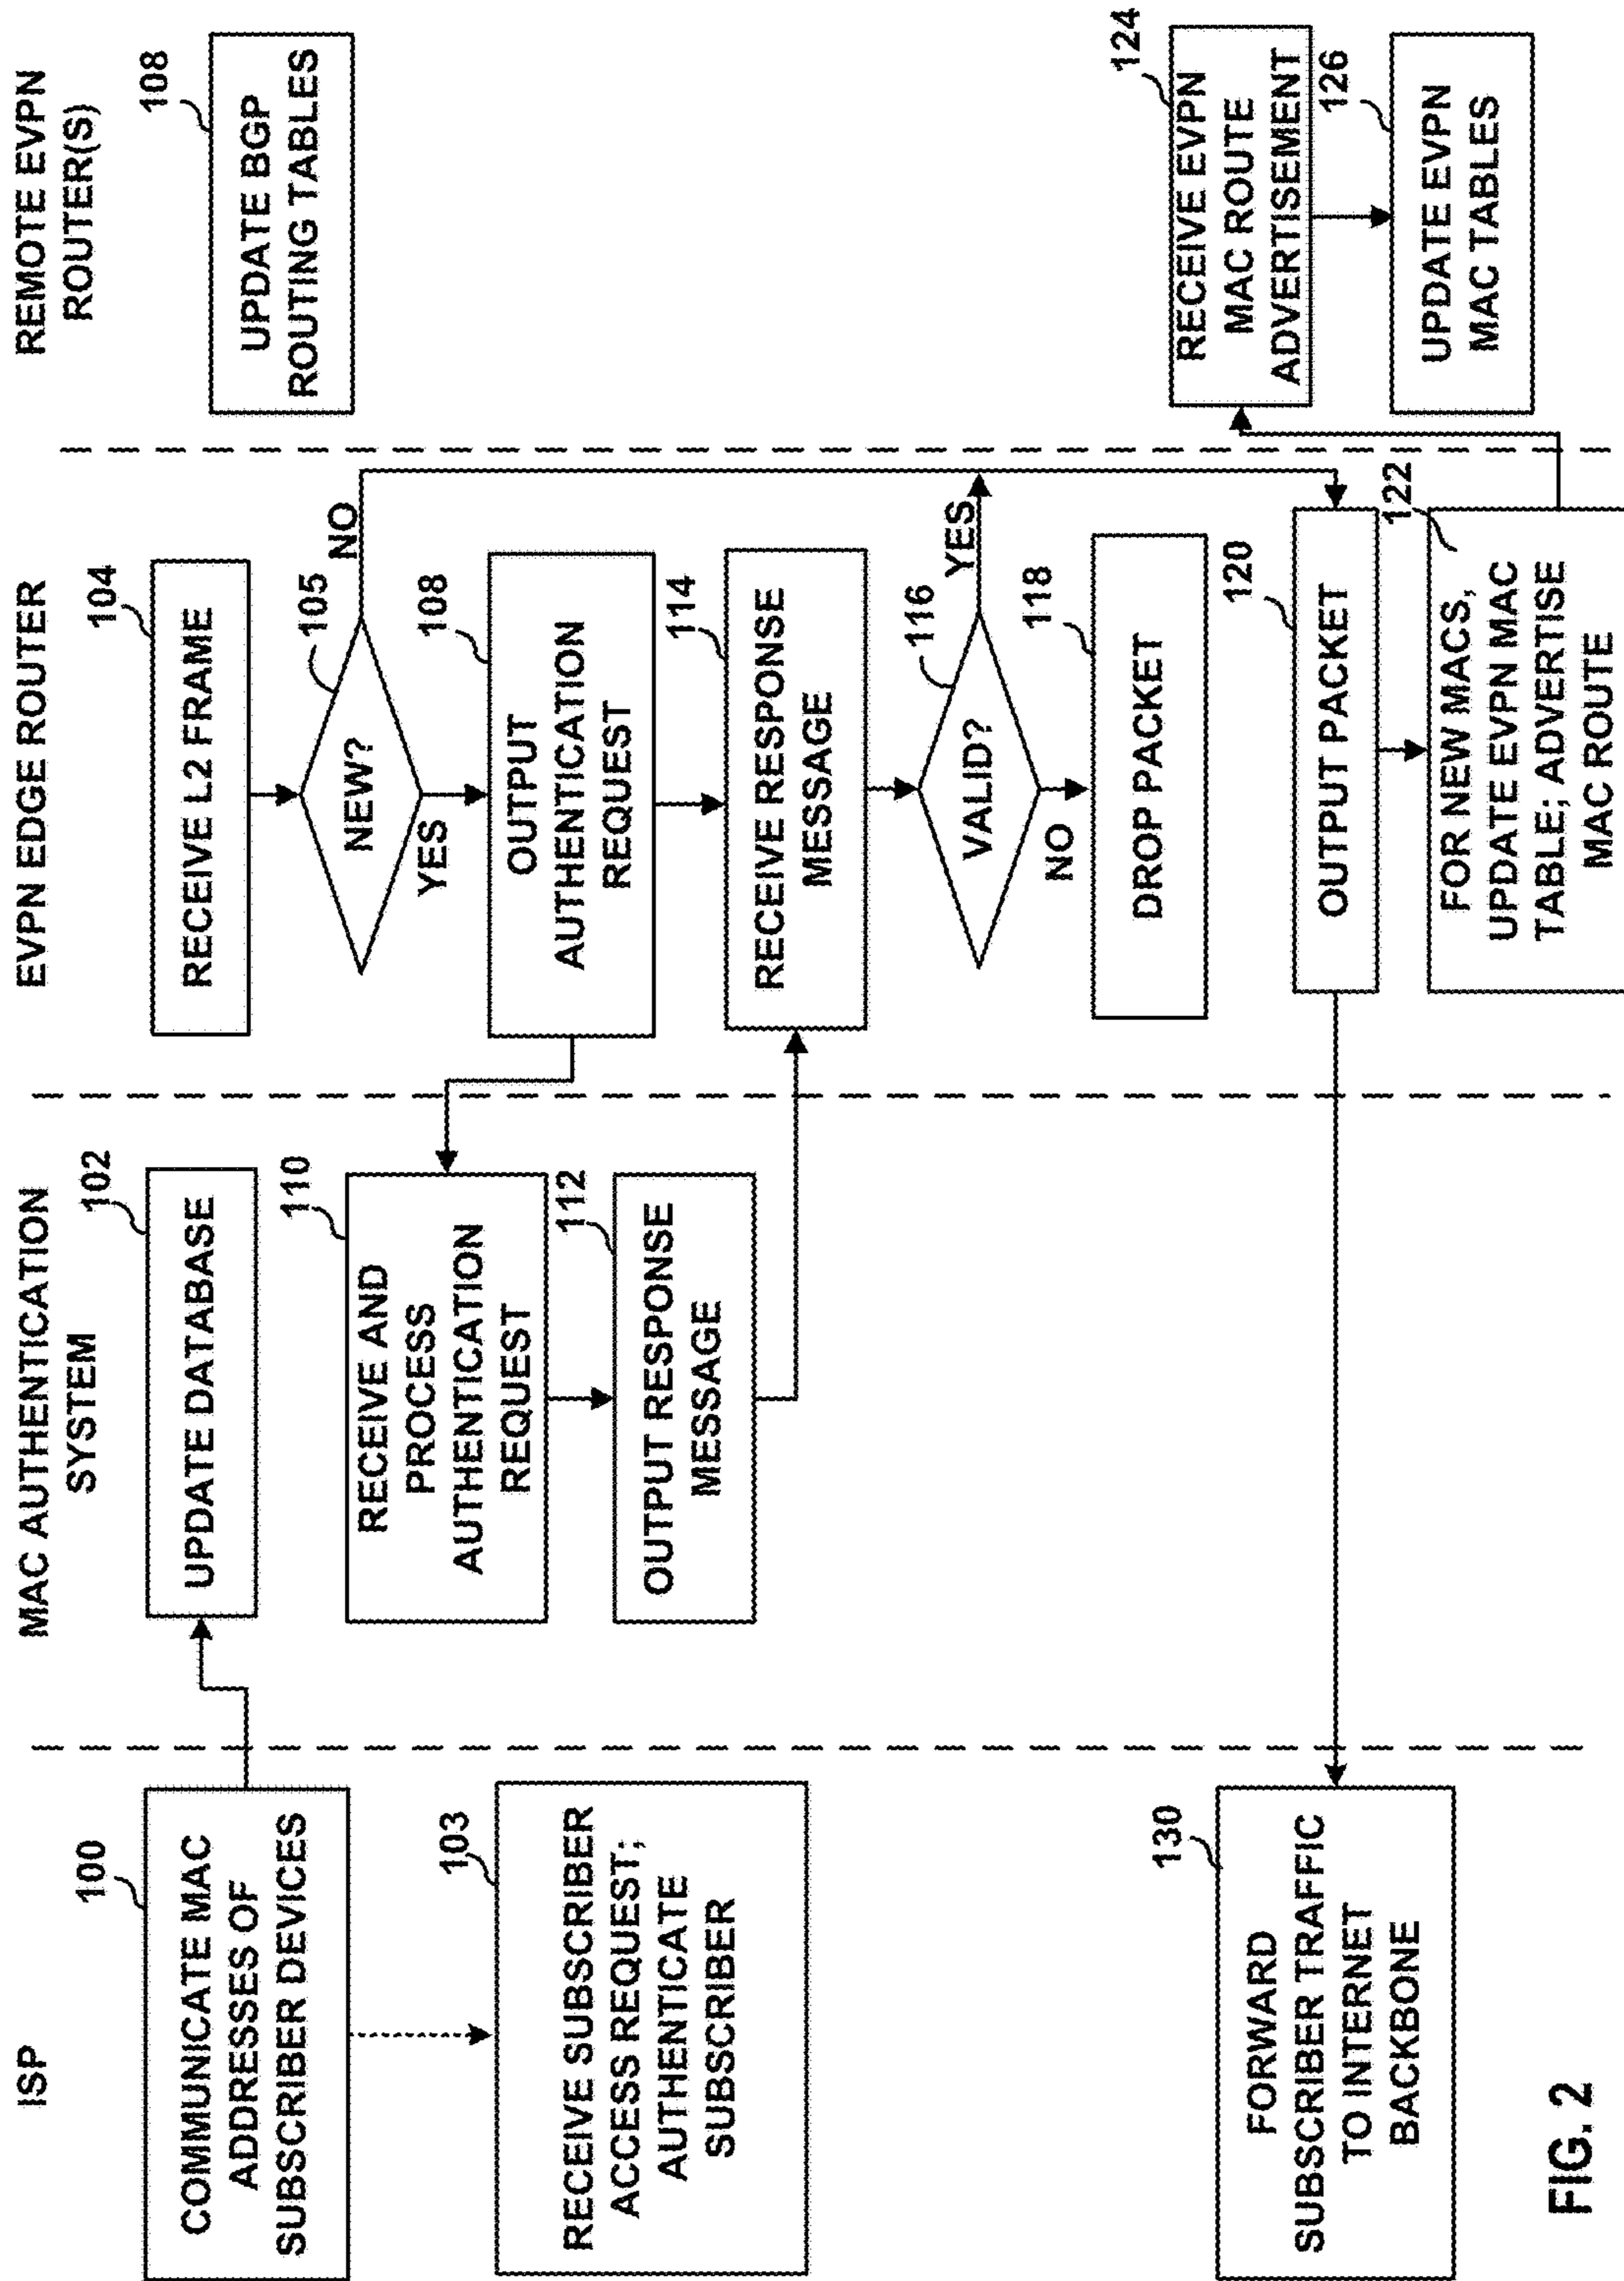 ISP
100
COMMUNICATE MAC
ADDRESSES OF
SUBSCRIBER DEVICES
103
RECEIVE SUBSCRIBER
ACCESS REQUEST;
AUTHENTICATE
SUBSCRIBER
130
FORWARD
SUBSCRIBER TRAFFIC
TO INTERNET
BACKBONE
MAC AUTHENTICATION
SYSTEM
102
UPDATE DATABASE
110
RECEIVE AND
PROCESS
AUTHENTICATION
REQUEST
112
OUTPUT RESPONSE
MESSAGE
EVPN EDGE ROUTER
104
RECEIVE L2 FRAME
105
NEW?
NO
YES
108
OUTPUT
AUTHENTICATION
REQUEST
114
RECEIVE RESPONSE
MESSAGE
116
VALID?
YES
NO
118
DROP PACKET
120
OUTPUT PACKET
122
FOR NEW MACS,
UPDATE EVPN MAC
TABLE; ADVERTISE
MAC ROUTE
REMOTE EVPN
ROUTER(S)
108
UPDATE BGP
ROUTING TABLES
124
RECEIVE EVPN
MAC ROUTE
ADVERTISEMENT
126
UPDATE EVPN
MAC TABLES
FIG. 2